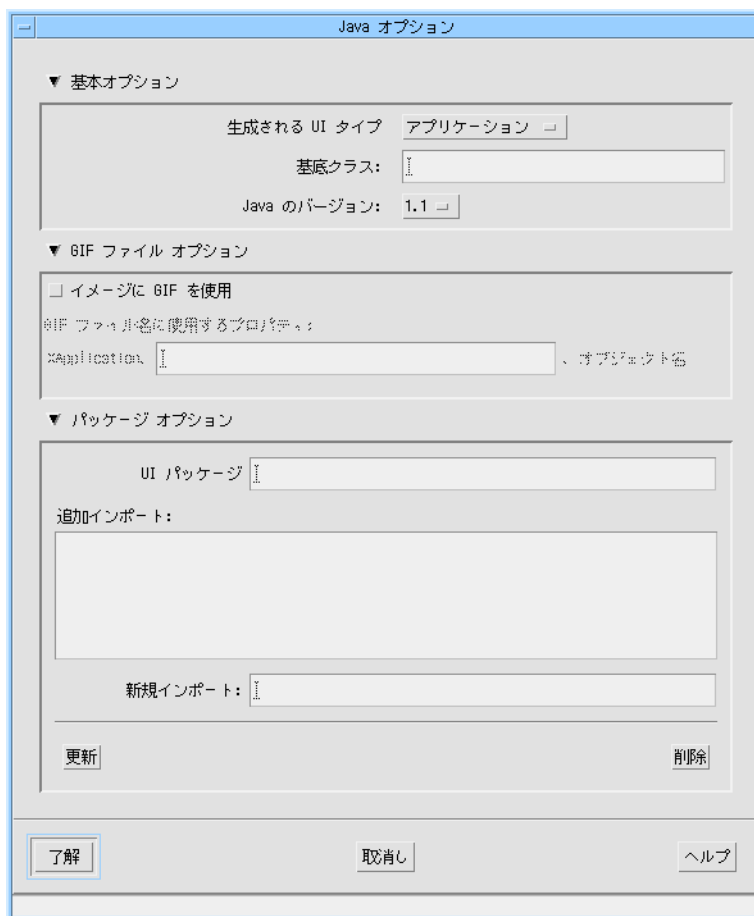 Java オプション
▼ 基本オプション
生成される UI タイプ アプリケーション
基底クラス:
Java のバージョン: 1.1
▼ GIF ファイル オプション
イメージに GIF を使用
GIF ファイル名に使用するプロパティ:
XApplication、 、オブジェクト名
▼ パッケージ オプション
UI パッケージ
追加インポート:
新規インポート:
更新 削除
了解 取消し ヘルプ